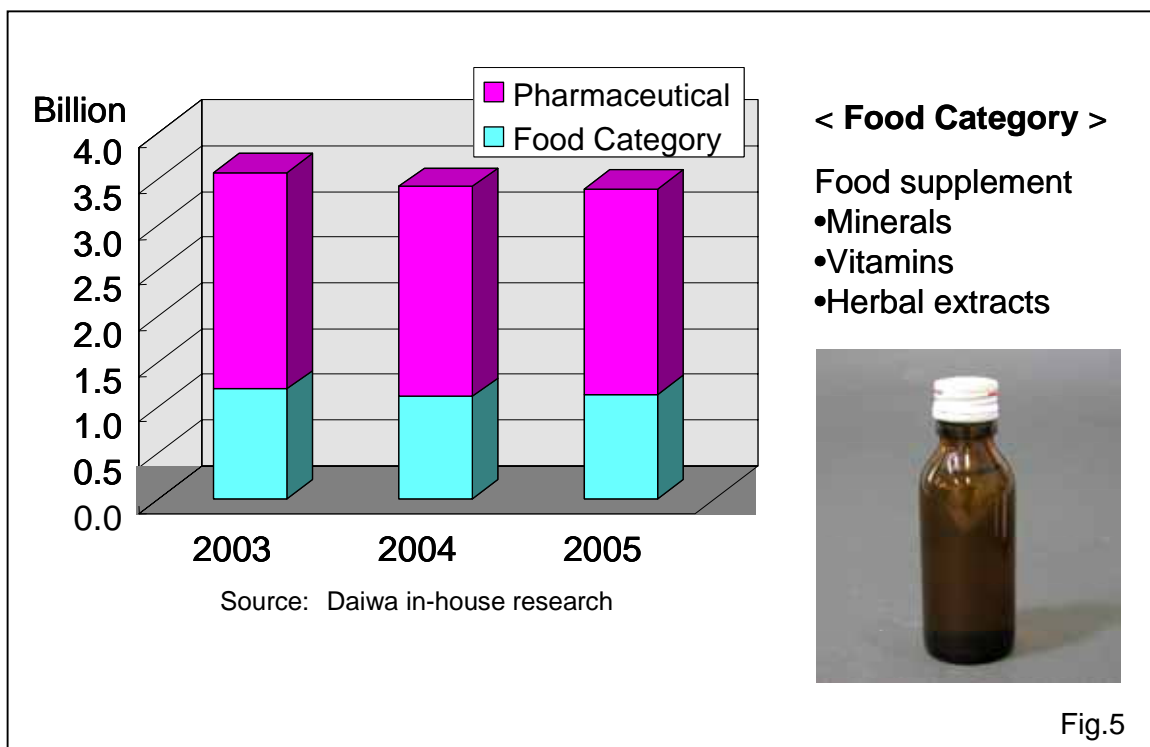 Pharmaceutical
Food Category
Billion
4.0
3.5
3.0
2.5
2.0
1.5
1.0
0.5
0.0
2003 2004 2005
Source: Daiwa in-house research
< Food Category >
Food supplement
•Minerals
•Vitamins
•Herbal extracts
Fig.5